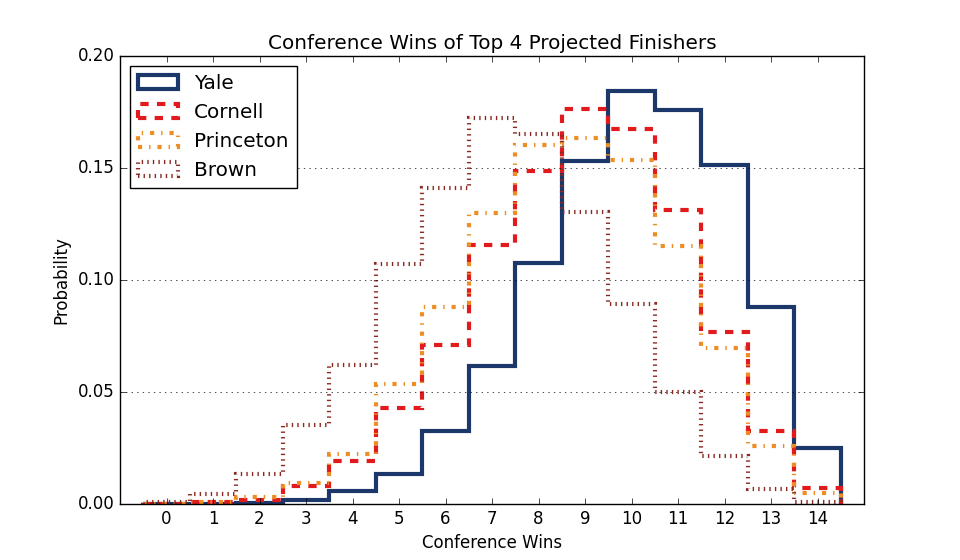 Conference Wins of Top 4 Projected Finishers
0.20
Yale
Cornell
Princeton
Brown
0.15
0.10
0.05
0.00
Probability
0 1 2 3 4 5 6 7 8 9 10 11 12 13 14
Conference Wins